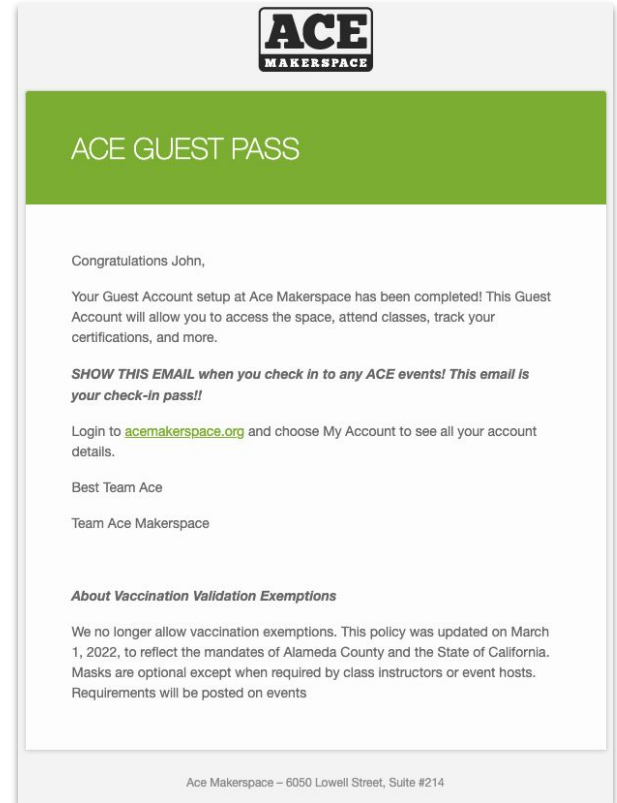 ACE
MAKERSPACE
ACE GUEST PASS
Congratulations John,
Your Guest Account setup at Ace Makerspace has been completed! This Guest
Account will allow you to access the space, attend classes, track your
certifications, and more.
SHOW THIS EMAIL when you check in to any ACE events! This email is
your check-in pass!!
Login to acemakerspace.org and choose My Account to see all your account
details.
Best Team Ace
Team Ace Makerspace
About Vaccination Validation Exemptions
We no longer allow vaccination exemptions. This policy was updated on March
1, 2022, to reflect the mandates of Alameda County and the State of California.
Masks are optional except when required by class instructors or event hosts.
Requirements will be posted on events
Ace Makerspace – 6050 Lowell Street, Suite #214